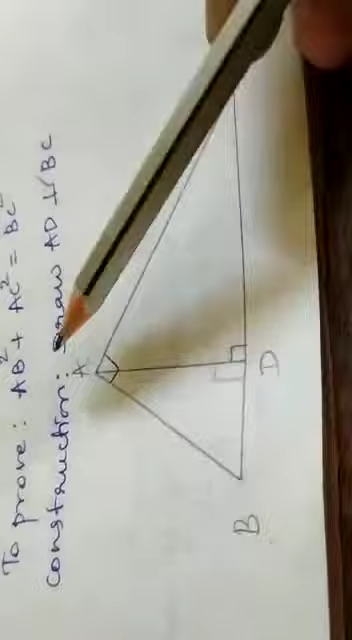 To prove: AB² + AC² = BC²
Construction: Draw AD ⊥ BC
A
D
B